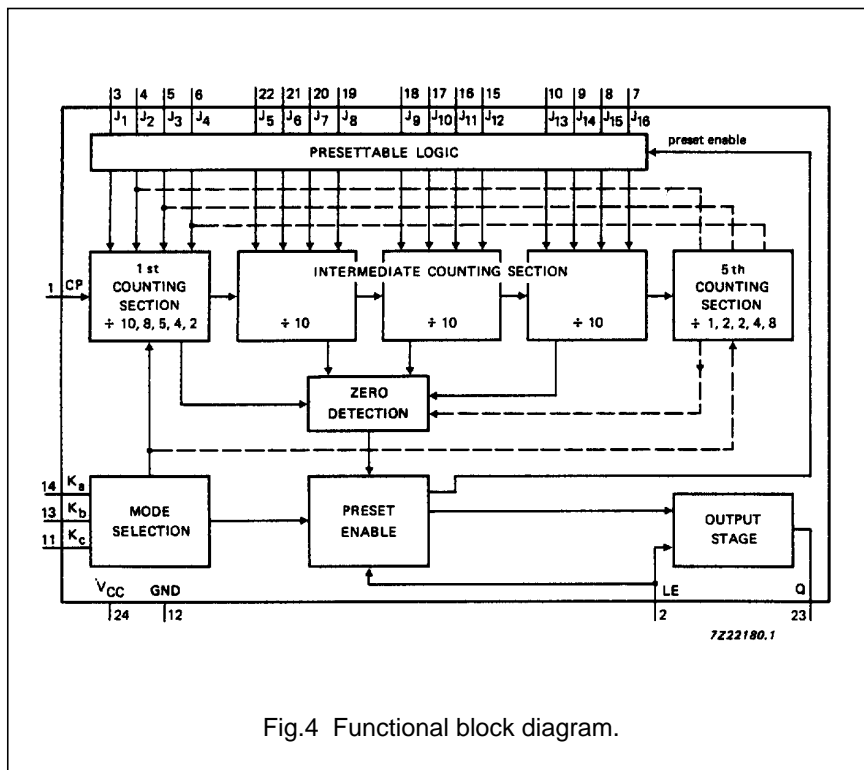 3 4 5 6 22 21 20 19 18 17 16 15 10 9 8 7
J1 J2 J3 J4 J5 J6 J7 J8 J9 J10 J11 J12 J13 J14 J15 J16
PRESETTABLE LOGIC
preset enable
1 CP
1st
COUNTING
SECTION
÷ 10, 8, 5, 4, 2
INTERMEDIATE COUNTING SECTION
÷ 10
÷ 10
÷ 10
5th
COUNTING
SECTION
÷ 1, 2, 2, 4, 8
ZERO
DETECTION
14 Ka
13 Kb
11 Kc
MODE
SELECTION
PRESET
ENABLE
OUTPUT
STAGE
VCC GND LE Q
24 12 2 23
7Z22180.1
Fig.4 Functional block diagram.